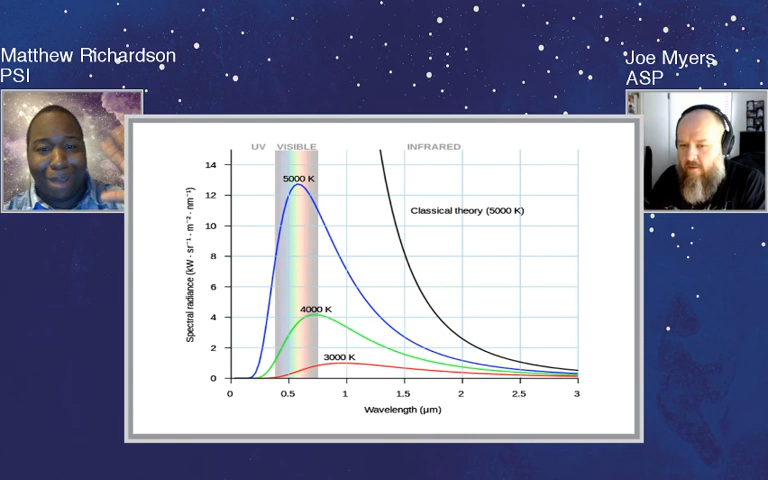 Matthew Richardson
PSI
Joe Myers
ASP
UV VISIBLE INFRARED
14
12
10
8
6
4
2
0
Spectral radiance (kW · sr⁻¹ · m⁻² · nm⁻¹)
5000 K
Classical theory (5000 K)
4000 K
3000 K
0 0.5 1 1.5 2 2.5 3
Wavelength (μm)